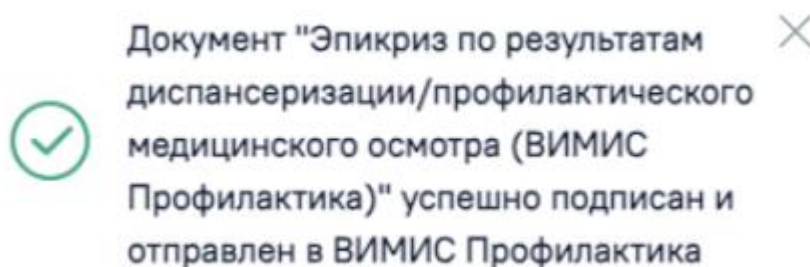 Документ "Эпикриз по результатам
диспансеризации/профилактического
медицинского осмотра (ВИМИС
Профилактика)" успешно подписан и
отправлен в ВИМИС Профилактика